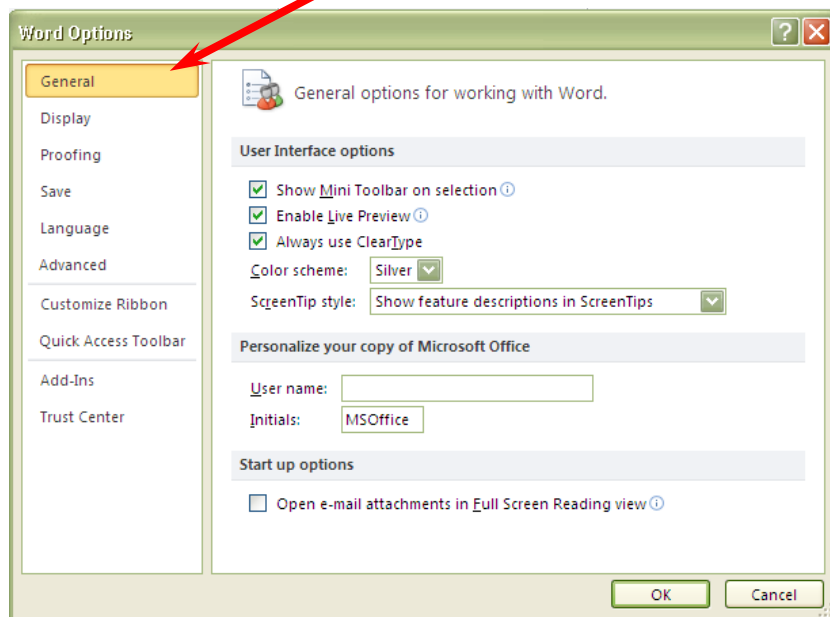 Word Options
General
Display
Proofing
Save
Language
Advanced
Customize Ribbon
Quick Access Toolbar
Add-Ins
Trust Center
General options for working with Word.
User Interface options
Show Mini Toolbar on selection
Enable Live Preview
Always use ClearType
Color scheme: Silver
ScreenTip style: Show feature descriptions in ScreenTips
Personalize your copy of Microsoft Office
User name:
Initials: MSOffice
Start up options
Open e-mail attachments in Full Screen Reading view
OK Cancel